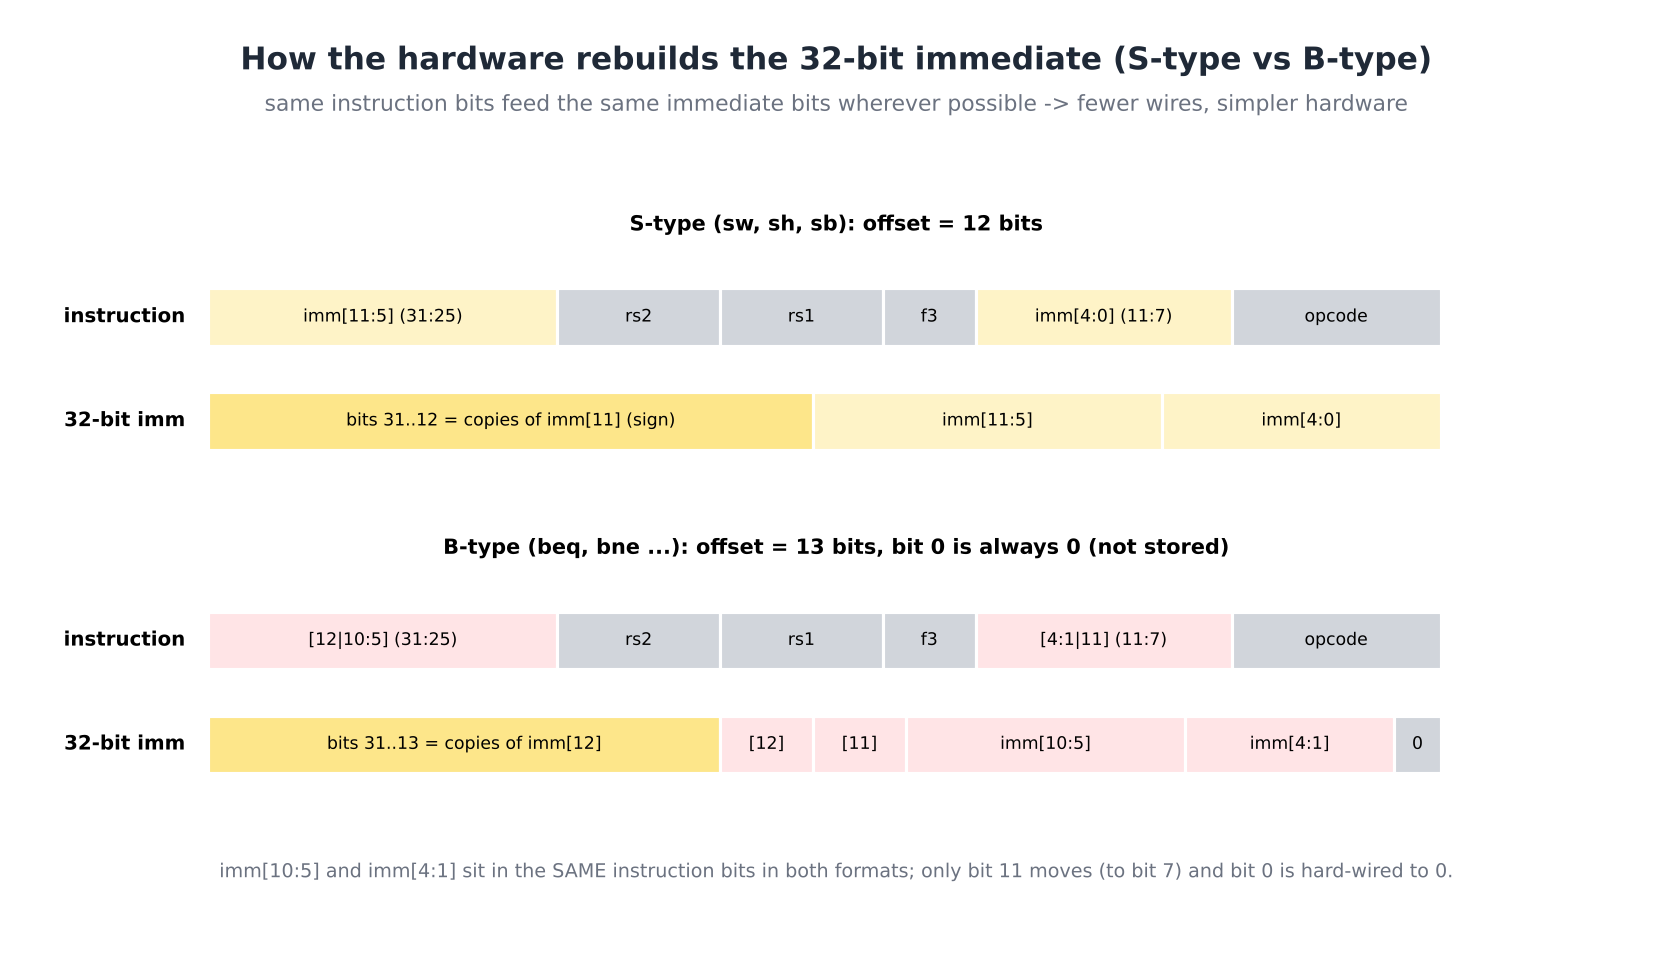 How the hardware rebuilds the 32-bit immediate (S-type vs B-type)
same instruction bits feed the same immediate bits wherever possible -> fewer wires, simpler hardware
S-type (sw, sh, sb): offset = 12 bits
instruction imm[11:5] (31:25) rs2 rs1 f3 imm[4:0] (11:7) opcode
32-bit imm bits 31..12 = copies of imm[11] (sign) imm[11:5] imm[4:0]
B-type (beq, bne ...): offset = 13 bits, bit 0 is always 0 (not stored)
instruction [12|10:5] (31:25) rs2 rs1 f3 [4:1|11] (11:7) opcode
32-bit imm bits 31..13 = copies of imm[12] [12] [11] imm[10:5] imm[4:1] 0
imm[10:5] and imm[4:1] sit in the SAME instruction bits in both formats; only bit 11 moves (to bit 7) and bit 0 is hard-wired to 0.